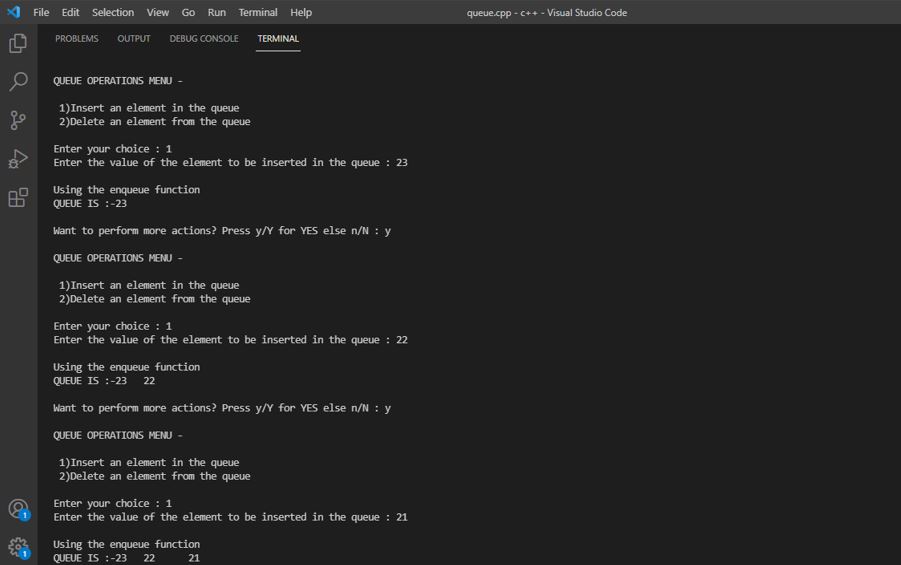 File Edit Selection View Go Run Terminal Help queue.cpp - c++ - Visual Studio Code
PROBLEMS OUTPUT DEBUG CONSOLE TERMINAL
QUEUE OPERATIONS MENU -
1)Insert an element in the queue
2)Delete an element from the queue
Enter your choice : 1
Enter the value of the element to be inserted in the queue : 23
Using the enqueue function
QUEUE IS :-23
Want to perform more actions? Press y/Y for YES else n/N : y
QUEUE OPERATIONS MENU -
1)Insert an element in the queue
2)Delete an element from the queue
Enter your choice : 1
Enter the value of the element to be inserted in the queue : 22
Using the enqueue function
QUEUE IS :-23 22
Want to perform more actions? Press y/Y for YES else n/N : y
QUEUE OPERATIONS MENU -
1)Insert an element in the queue
2)Delete an element from the queue
Enter your choice : 1
Enter the value of the element to be inserted in the queue : 21
Using the enqueue function
QUEUE IS :-23 22 21
1
1